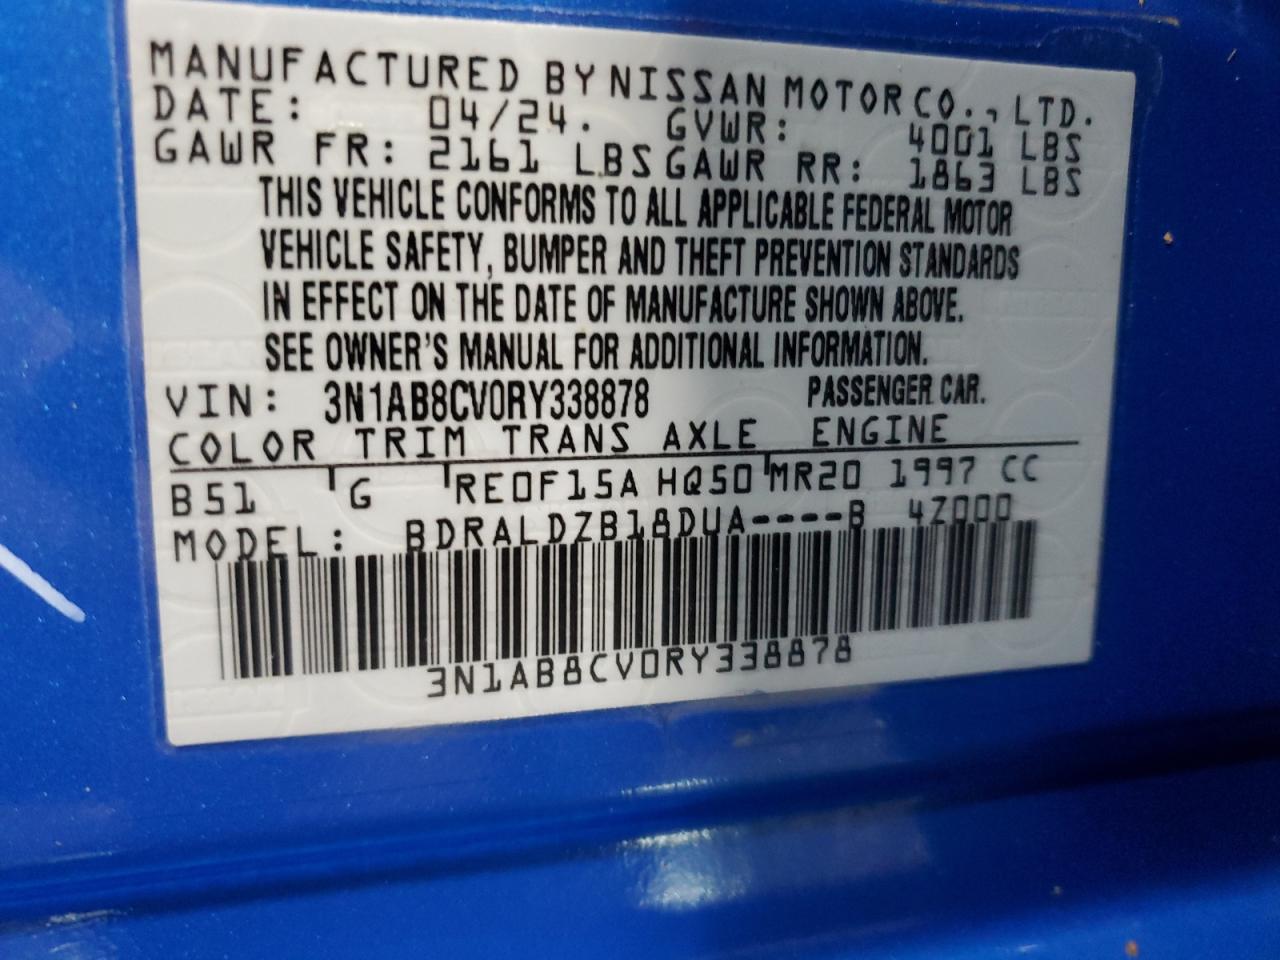 MANUFACTURED BY NISSAN MOTOR CO., LTD.
DATE: 04/24. GVWR: 4001 LBS
GAWR FR: 2161 LBS GAWR RR: 1863 LBS
THIS VEHICLE CONFORMS TO ALL APPLICABLE FEDERAL MOTOR
VEHICLE SAFETY, BUMPER AND THEFT PREVENTION STANDARDS
IN EFFECT ON THE DATE OF MANUFACTURE SHOWN ABOVE.
SEE OWNER'S MANUAL FOR ADDITIONAL INFORMATION.
VIN: 3N1AB8CV0RY338878 PASSENGER CAR.
COLOR TRIM TRANS AXLE ENGINE
B51 G RE0F15A HQ50 MR20 1997 CC
MODEL: BDRALDZB18DUA----B 4Z000
3N1AB8CV0RY338878